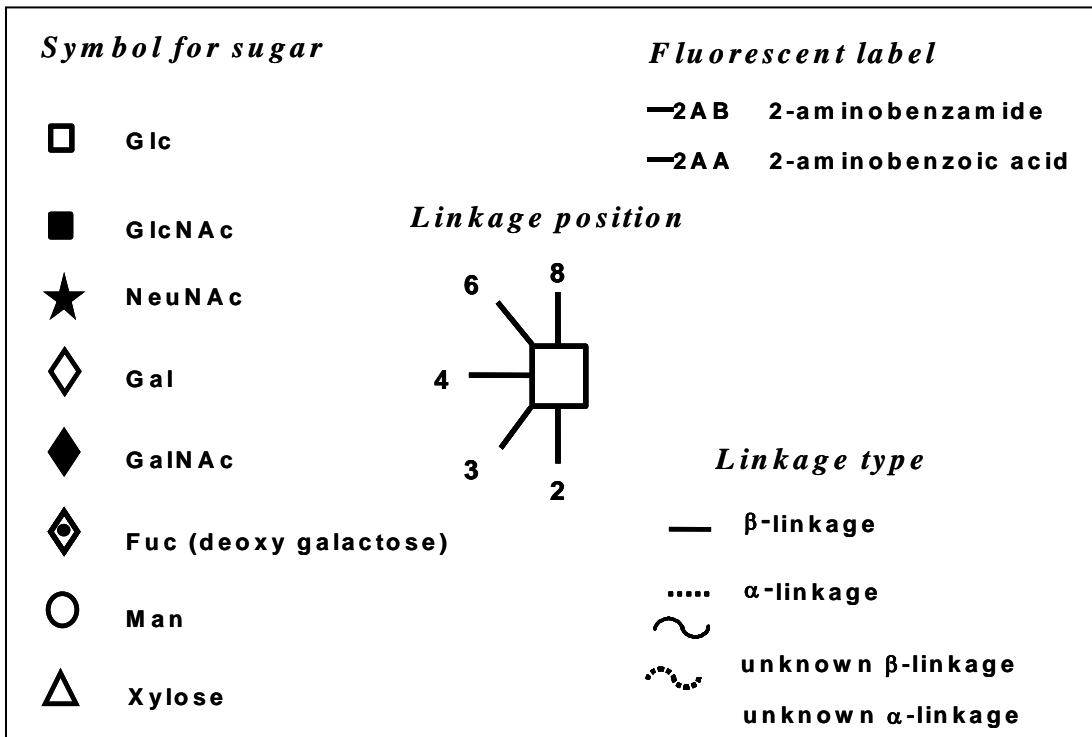 Symbol for sugar
Glc
GlcNAc
NeuNAc
Gal
GalNAc
Fuc (deoxy galactose)
Man
Xylose
Fluorescent label
2AB 2-aminobenzamide
2AA 2-aminobenzoic acid
Linkage position
8
6
4
3
2
Linkage type
β-linkage
α-linkage
unknown β-linkage
unknown α-linkage